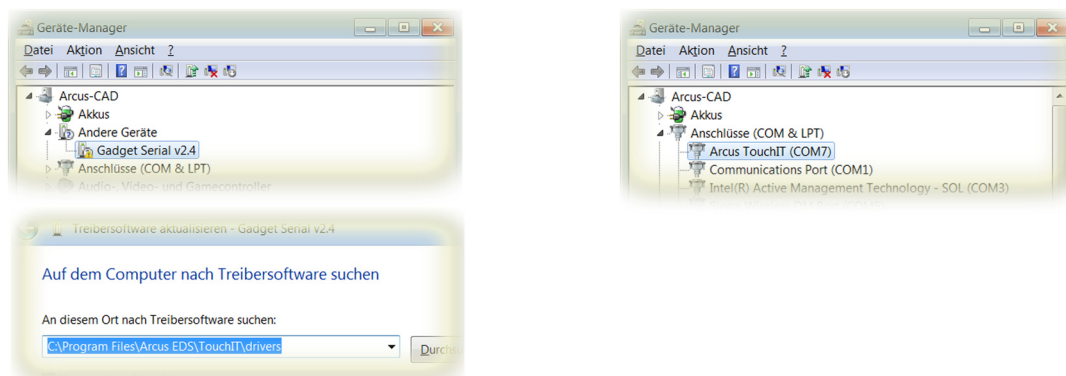 Geräte-Manager
Datei Aktion Ansicht ?
Arcus-CAD
Akkus
Andere Geräte
Gadget Serial v2.4
Anschlüsse (COM & LPT)
Audio-, Video- und Gamecontroller
Geräte-Manager
Datei Aktion Ansicht ?
Arcus-CAD
Akkus
Anschlüsse (COM & LPT)
Arcus TouchIT (COM7)
Communications Port (COM1)
Intel(R) Active Management Technology - SOL (COM3)
Treibersoftware aktualisieren - Gadget Serial v2.4
Auf dem Computer nach Treibersoftware suchen
An diesem Ort nach Treibersoftware suchen:
C:\Program Files\Arcus EDS\TouchIT\drivers